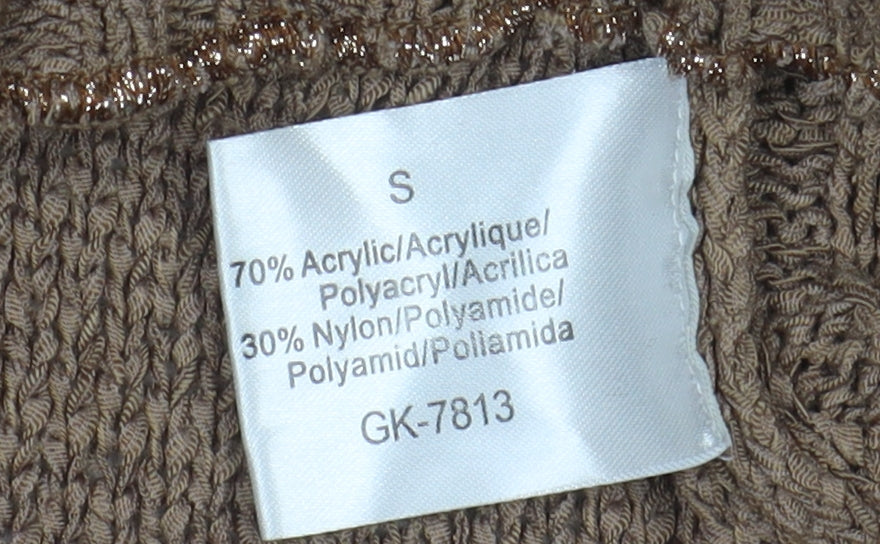 S
70% Acrylic/Acrylique/
Polyacryl/Acrilica
30% Nylon/Polyamide/
Polyamid/Poliamida
GK-7813